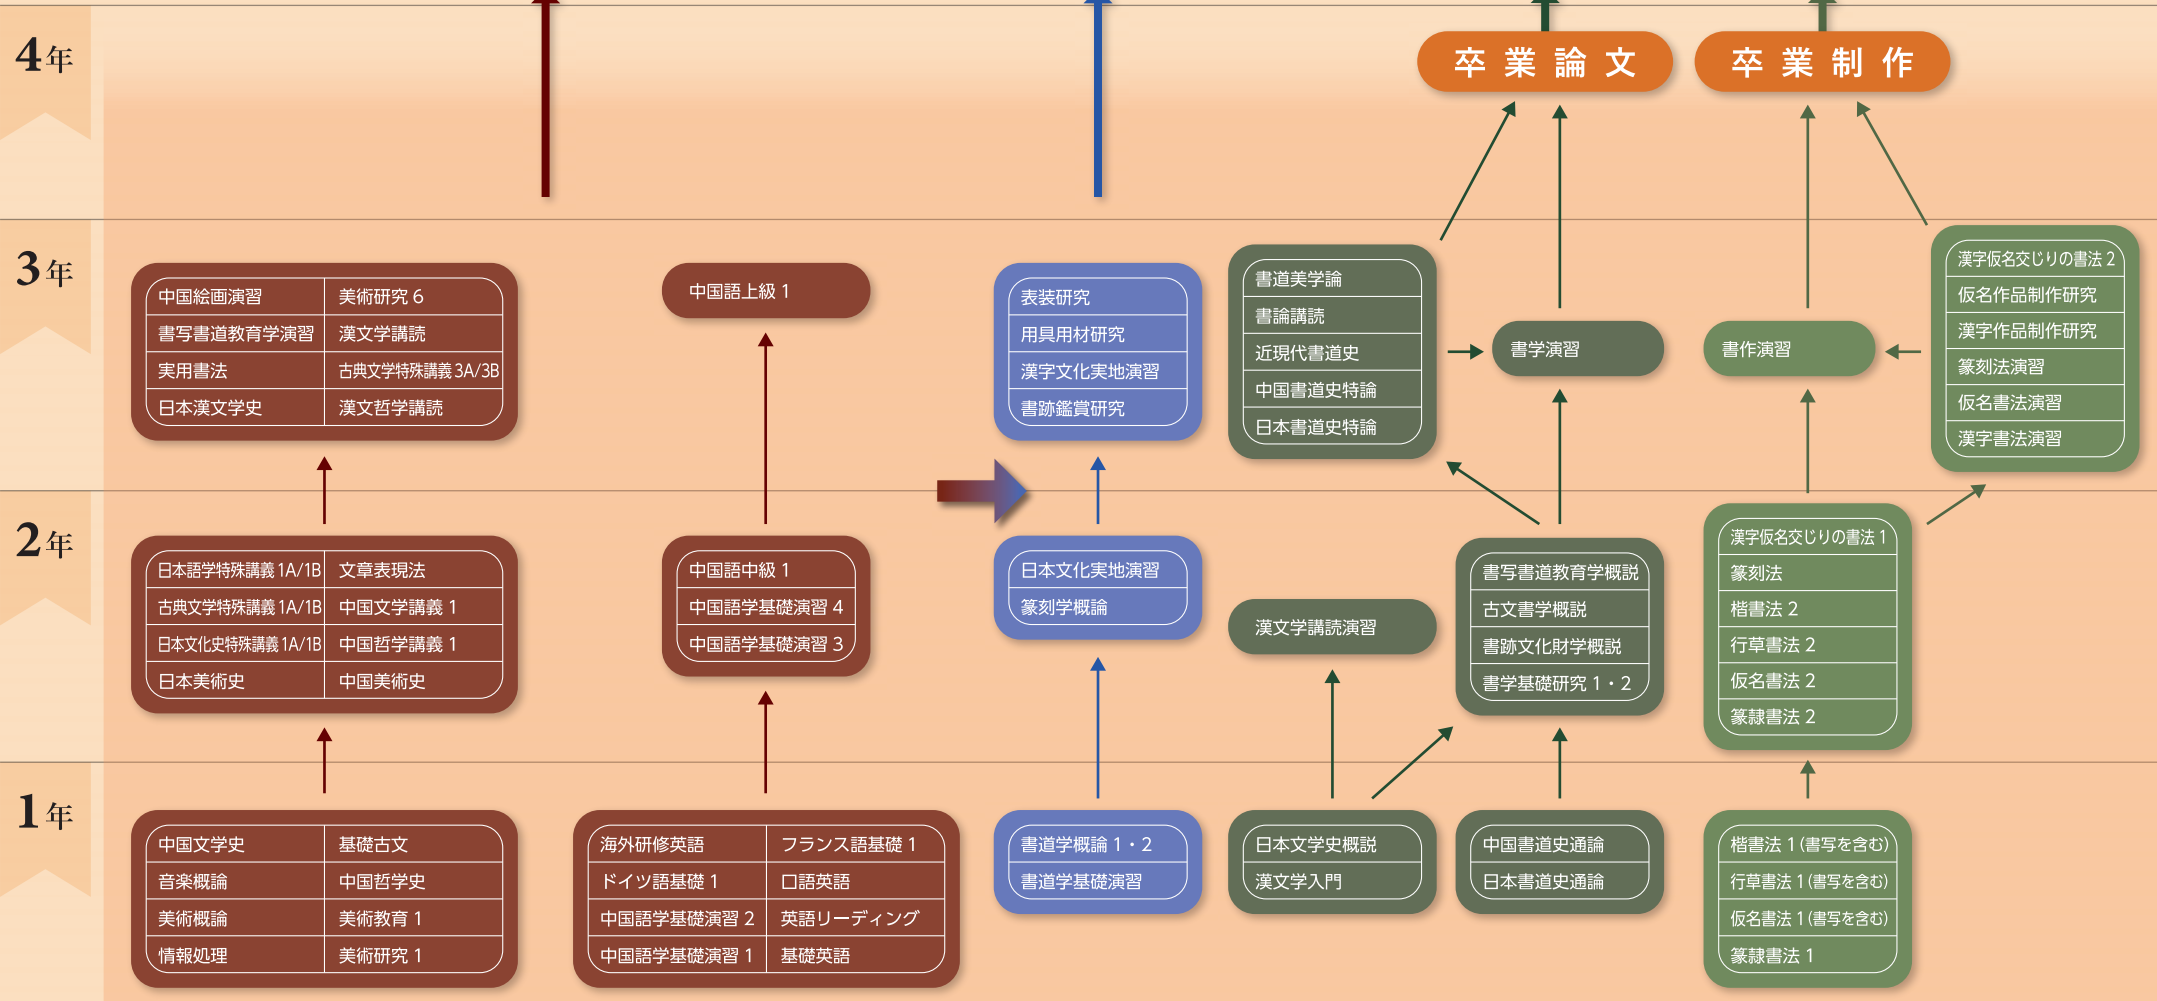 4年
卒業論文
卒業制作
3年
中国絵画演習
美術研究 6
書写書道教育学演習
漢文学講読
実用書法
古典文学特殊講義 3A/3B
日本漢文学史
漢文哲学講読
中国語上級 1
表装研究
用具用材研究
漢字文化実地演習
書跡鑑賞研究
書道美学論
書論講読
近現代書道史
中国書道史特論
日本書道史特論
書学演習
書作演習
漢字仮名交じりの書法 2
仮名作品制作研究
漢字作品制作研究
篆刻法演習
仮名書法演習
漢字書法演習
2年
日本語学特殊講義 1A/1B
文章表現法
古典文学特殊講義 1A/1B
中国文学講義 1
日本文化史特殊講義 1A/1B
中国哲学講義 1
日本美術史
中国美術史
中国語中級 1
中国語学基礎演習 4
中国語学基礎演習 3
日本文化実地演習
篆刻学概論
漢文学講読演習
書写書道教育学概説
古文書学概説
書跡文化財学概説
書学基礎研究 1・2
漢字仮名交じりの書法 1
篆刻法
楷書法 2
行草書法 2
仮名書法 2
篆隷書法 2
1年
中国文学史
基礎古文
音楽概論
中国哲学史
美術概論
美術教育 1
情報処理
美術研究 1
海外研修英語
フランス語基礎 1
ドイツ語基礎 1
口語英語
中国語学基礎演習 2
英語リーディング
中国語学基礎演習 1
基礎英語
書道学概論 1・2
書道学基礎演習
日本文学史概説
漢文学入門
中国書道史通論
日本書道史通論
楷書法 1(書写を含む)
行草書法 1(書写を含む)
仮名書法 1(書写を含む)
篆隷書法 1